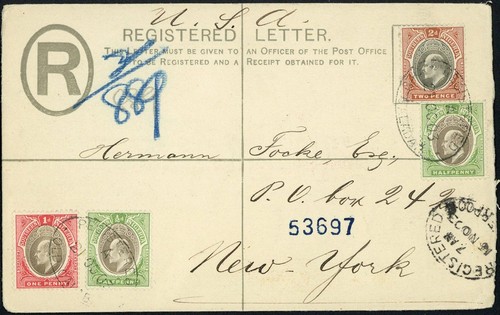 U. S. A.
REGISTERED LETTER.
THIS LETTER MUST BE GIVEN TO AN OFFICER OF THE POST OFFICE
TO BE REGISTERED AND A RECEIPT OBTAINED FOR IT.
R
889
TWO PENCE
HALFPENNY
Hermann Focke, Esq.,
P. O. box 242
53697
New-York
REGISTERED
ONE PENNY
HALFPENNY